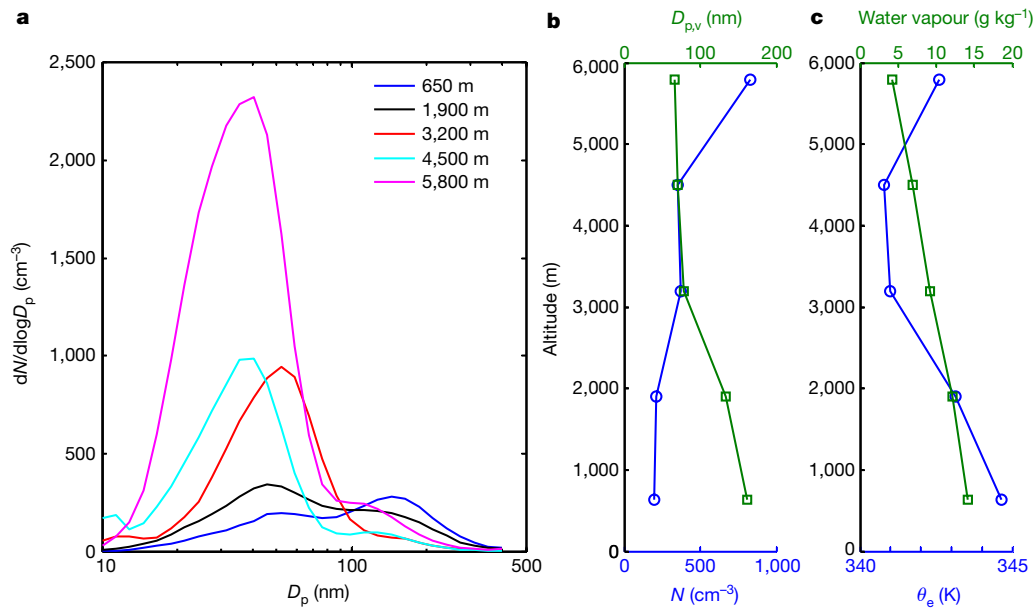 a
2,500
2,000
1,500
1,000
500
0
dN/dlogDp (cm–3)
10
100
200
500
Dp (nm)
650 m
1,900 m
3,200 m
4,500 m
5,800 m
b
Dp,v (nm)
0 100 200
6,000
5,000
4,000
3,000
2,000
1,000
0
Altitude (m)
0 500 1,000
N (cm–3)
c
Water vapour (g kg–1)
0 5 10 15 20
6,000
5,000
4,000
3,000
2,000
1,000
0
340 345
θe (K)